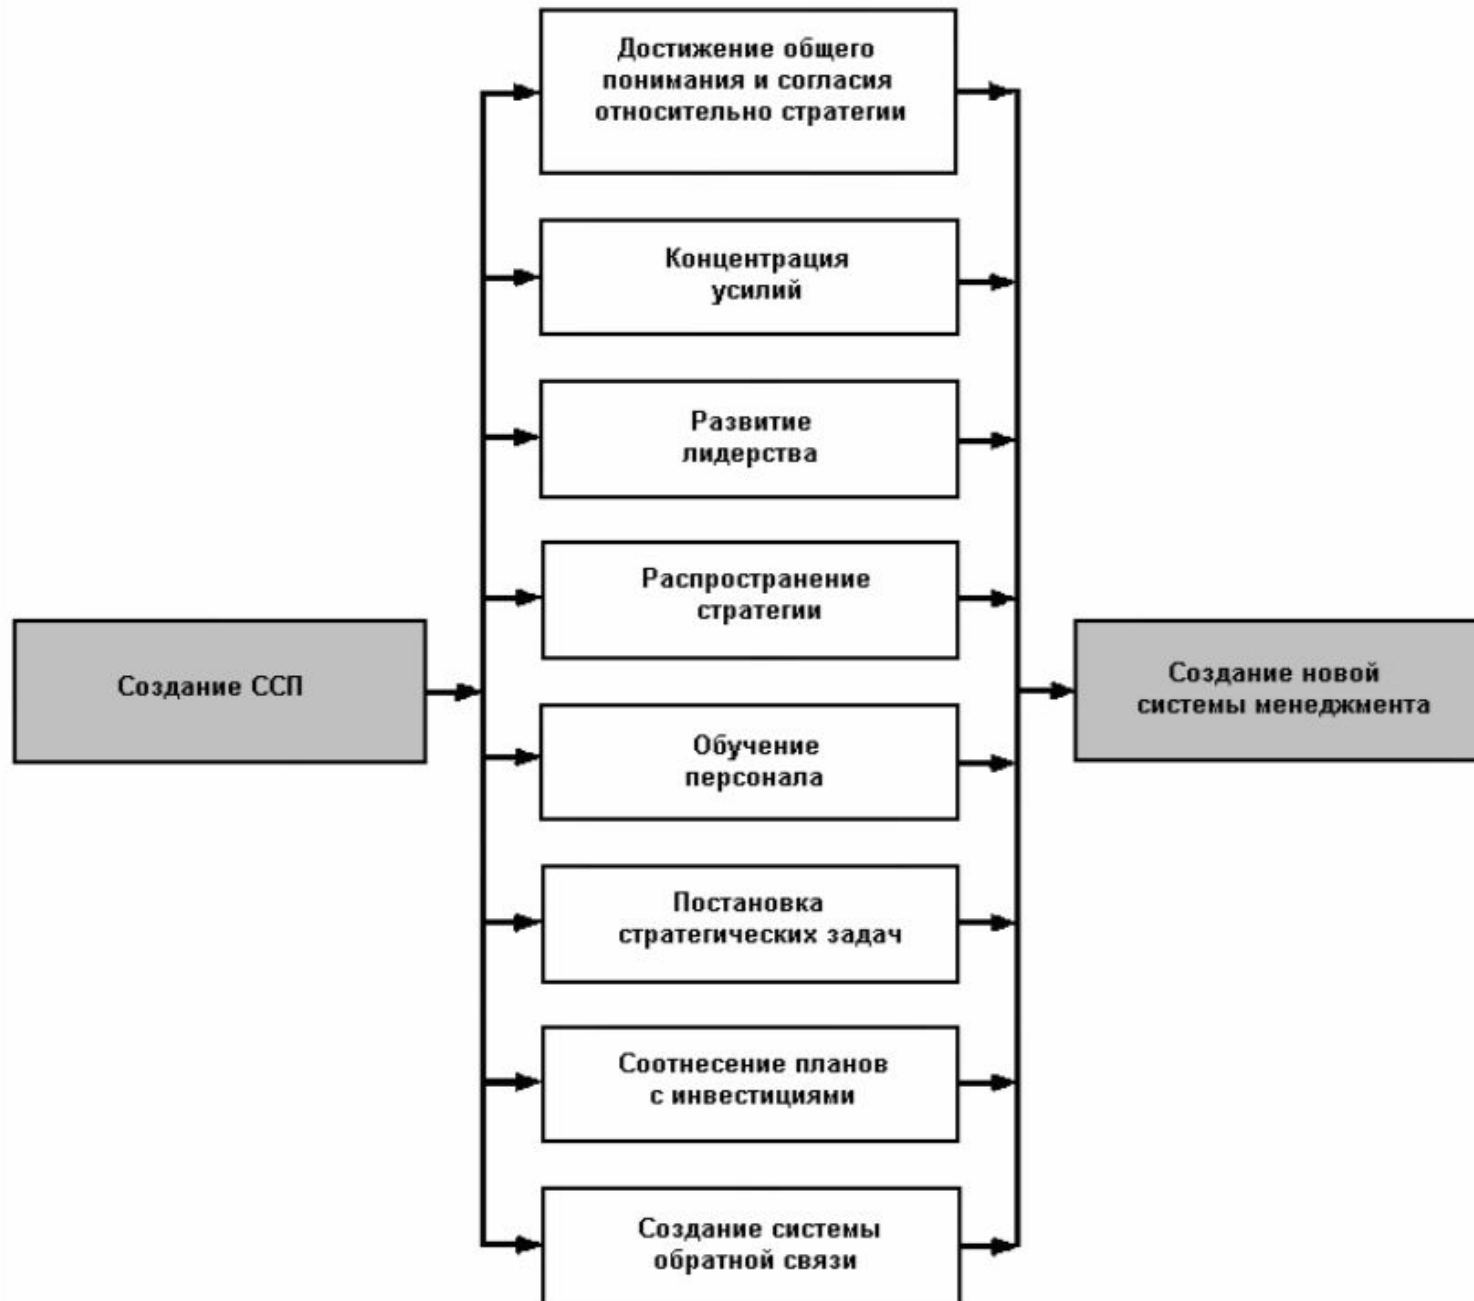 Достижение общего
понимания и согласия
относительно стратегии
Концентрация
усилий
Развитие
лидерства
Распространение
стратегии
Создание ССП
Создание новой
системы менеджмента
Обучение
персонала
Постановка
стратегических задач
Соотнесение планов
с инвестициями
Создание системы
обратной связи